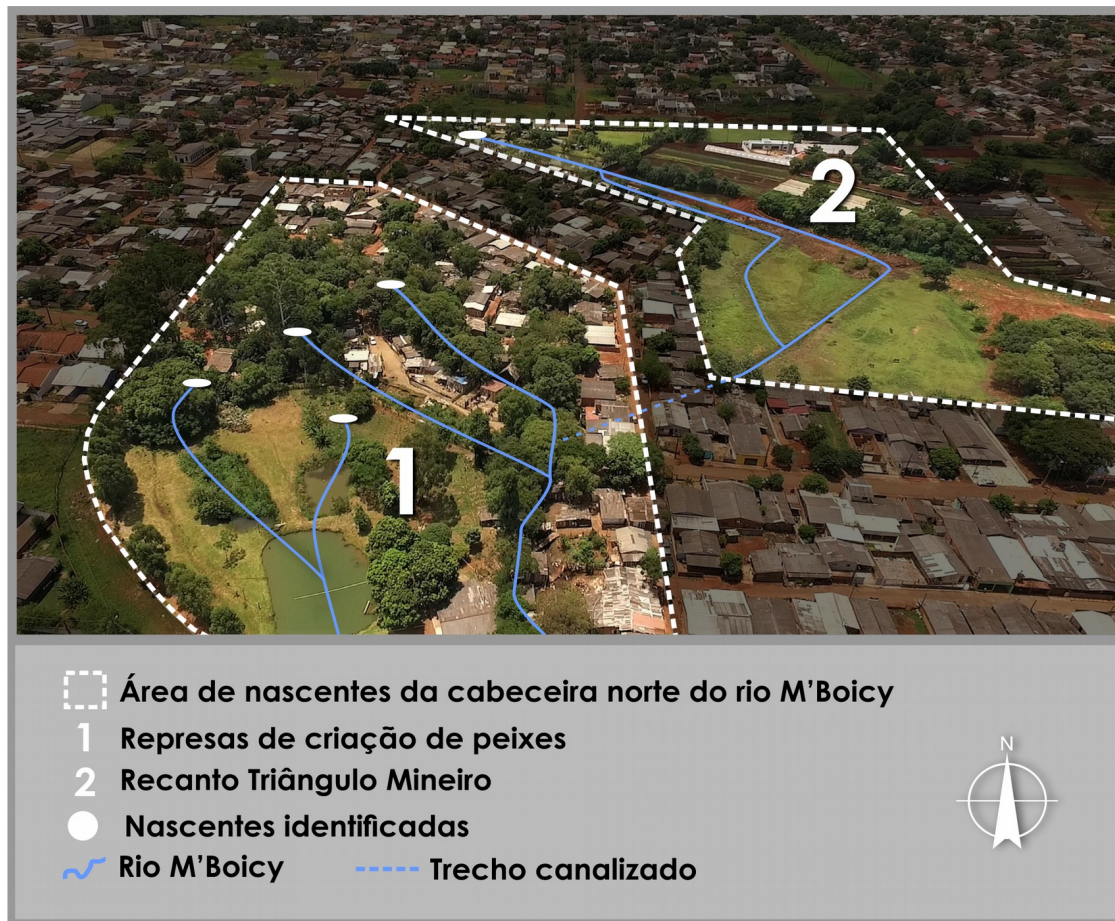 2
1
Área de nascentes da cabeceira norte do rio M'Boicy
1 Represas de criação de peixes
2 Recanto Triângulo Mineiro
Nascentes identificadas
Rio M'Boicy
Trecho canalizado
N